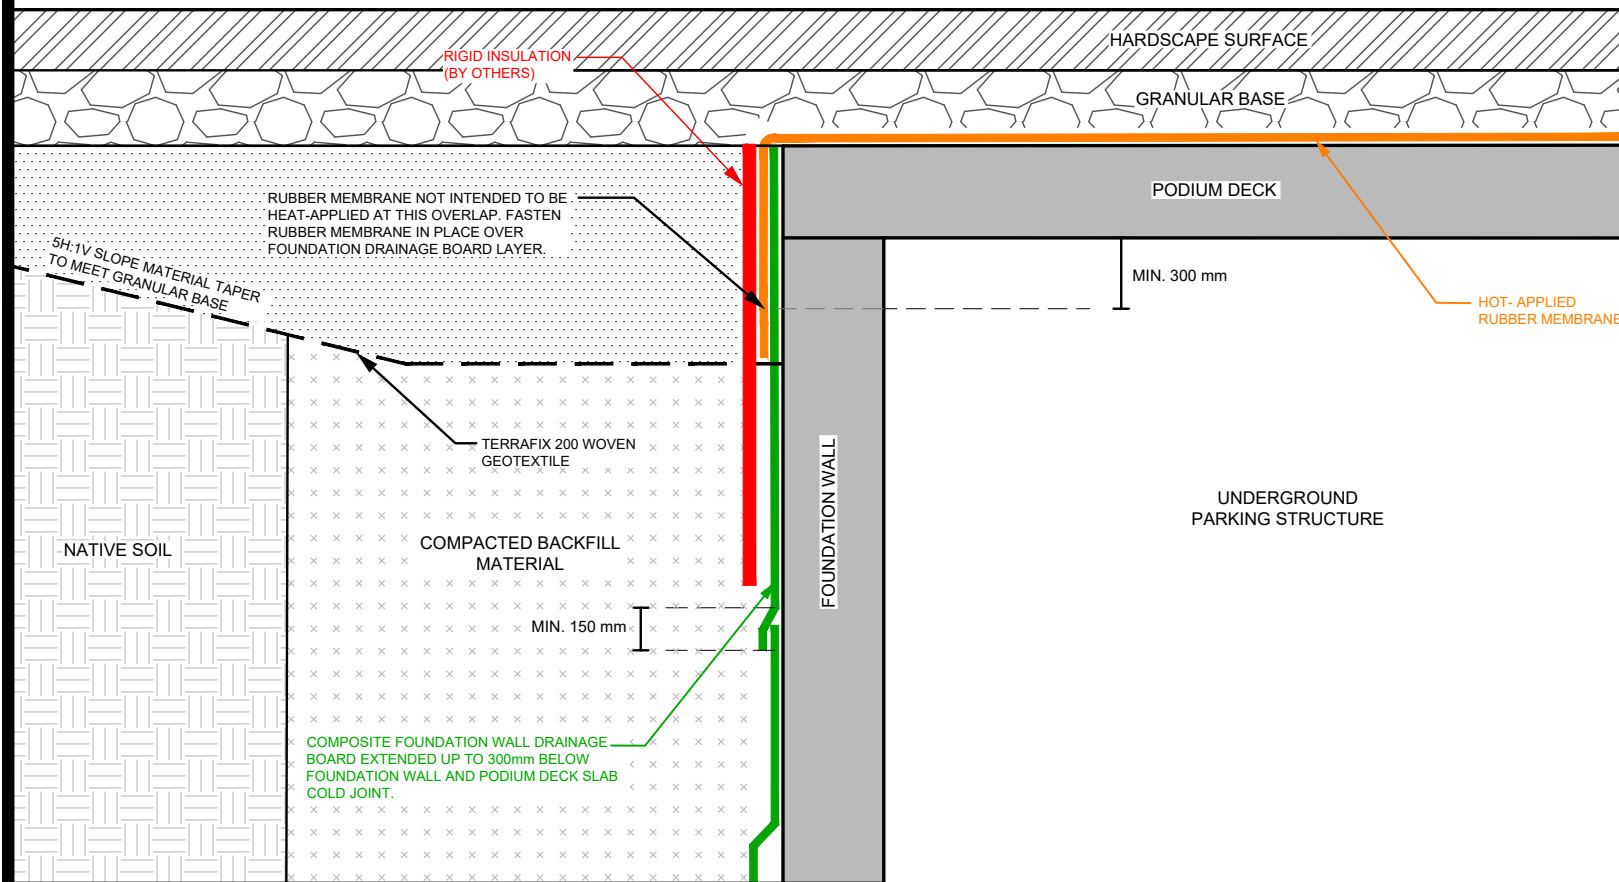 HARDSCAPE SURFACE
RIGID INSULATION
(BY OTHERS)
GRANULAR BASE
PODIUM DECK
RUBBER MEMBRANE NOT INTENDED TO BE
HEAT-APPLIED AT THIS OVERLAP. FASTEN
RUBBER MEMBRANE IN PLACE OVER
FOUNDATION DRAINAGE BOARD LAYER.
5H:1V SLOPE MATERIAL TAPER
TO MEET GRANULAR BASE
MIN. 300 mm
HOT- APPLIED
RUBBER MEMBRANE
TERRAFIX 200 WOVEN
GEOTEXTILE
FOUNDATION WALL
UNDERGROUND
PARKING STRUCTURE
NATIVE SOIL
COMPACTED BACKFILL
MATERIAL
MIN. 150 mm
COMPOSITE FOUNDATION WALL DRAINAGE
BOARD EXTENDED UP TO 300mm BELOW
FOUNDATION WALL AND PODIUM DECK SLAB
COLD JOINT.